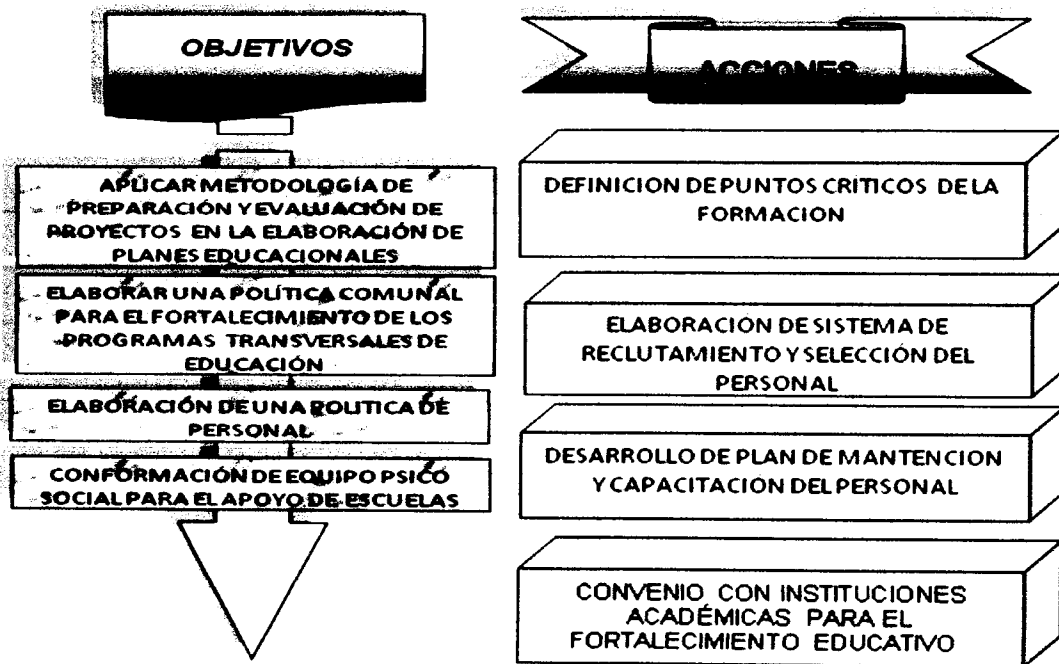 OBJETIVOS
APLICAR METODOLOGÍA DE
PREPARACIÓN Y EVALUACIÓN DE
PROYECTOS EN LA ELABORACIÓN DE
PLANES EDUCACIONALES
ELABORAR UNA POLÍTICA COMUNAL
PARA EL FORTALECIMIENTO DE LOS
PROGRAMAS TRANSVERSALES DE
EDUCACIÓN
ELABORACIÓN DE UNA POLITICA DE
PERSONAL
CONFORMACIÓN DE EQUIPO PSICO
SOCIAL PARA EL APOYO DE ESCUELAS
ACCIONES
DEFINICION DE PUNTOS CRITICOS DE LA
FORMACION
ELABORACIÓN DE SISTEMA DE
RECLUTAMIENTO Y SELECCIÓN DEL
PERSONAL
DESARROLLO DE PLAN DE MANTENCION
Y CAPACITACIÓN DEL PERSONAL
CONVENIO CON INSTITUCIONES
ACADÉMICAS PARA EL
FORTALECIMIENTO EDUCATIVO